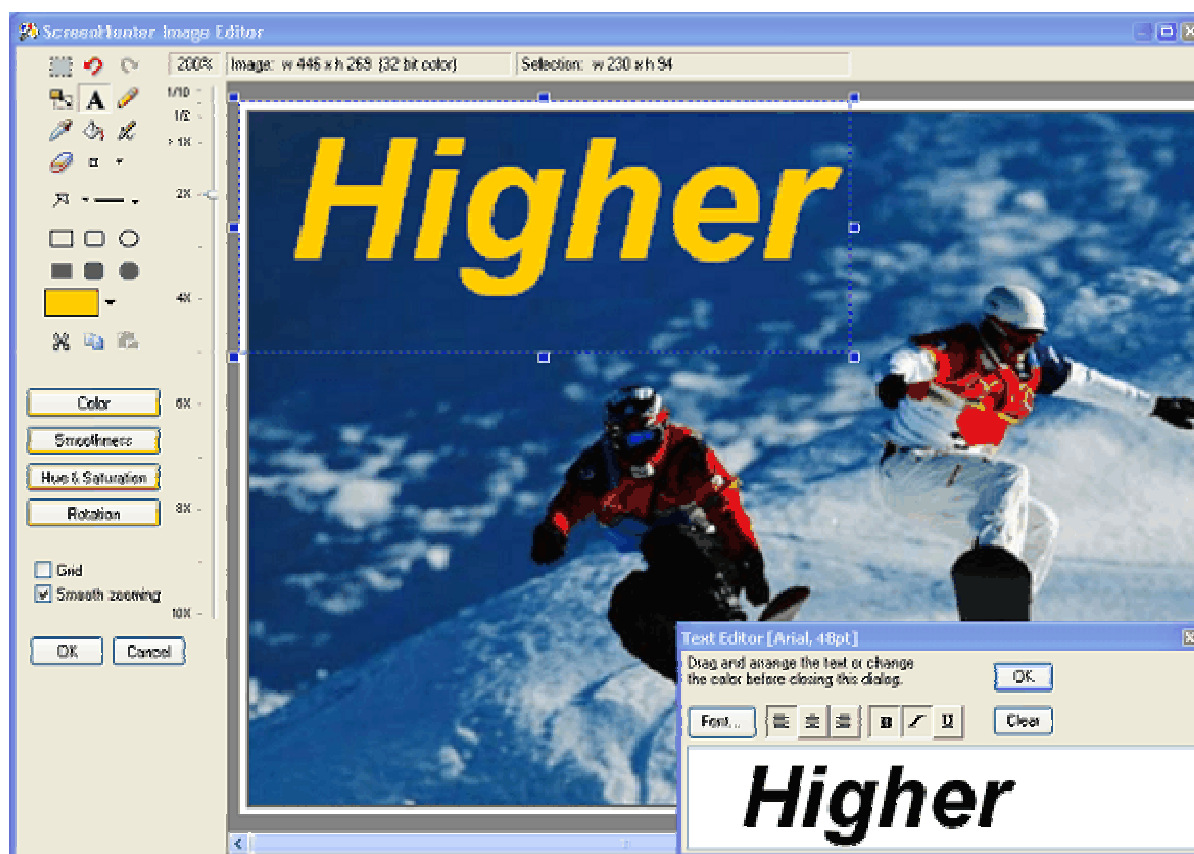 ScreenHunter Image Editor
200% Image: w 446 x h 269 (32 bit color) Selection: w 230 x h 94
A
1/10
1/2
> 1X
2X
4X
6X
8X
10X
Higher
Color
Smoothness
Hue & Saturation
Rotation
Grid
Smooth zooming
OK Cancel
Text Editor [Arial, 48pt]
Drag and arrange the text or change
the color before closing this dialog.
OK
Font... B I U Clear
Higher